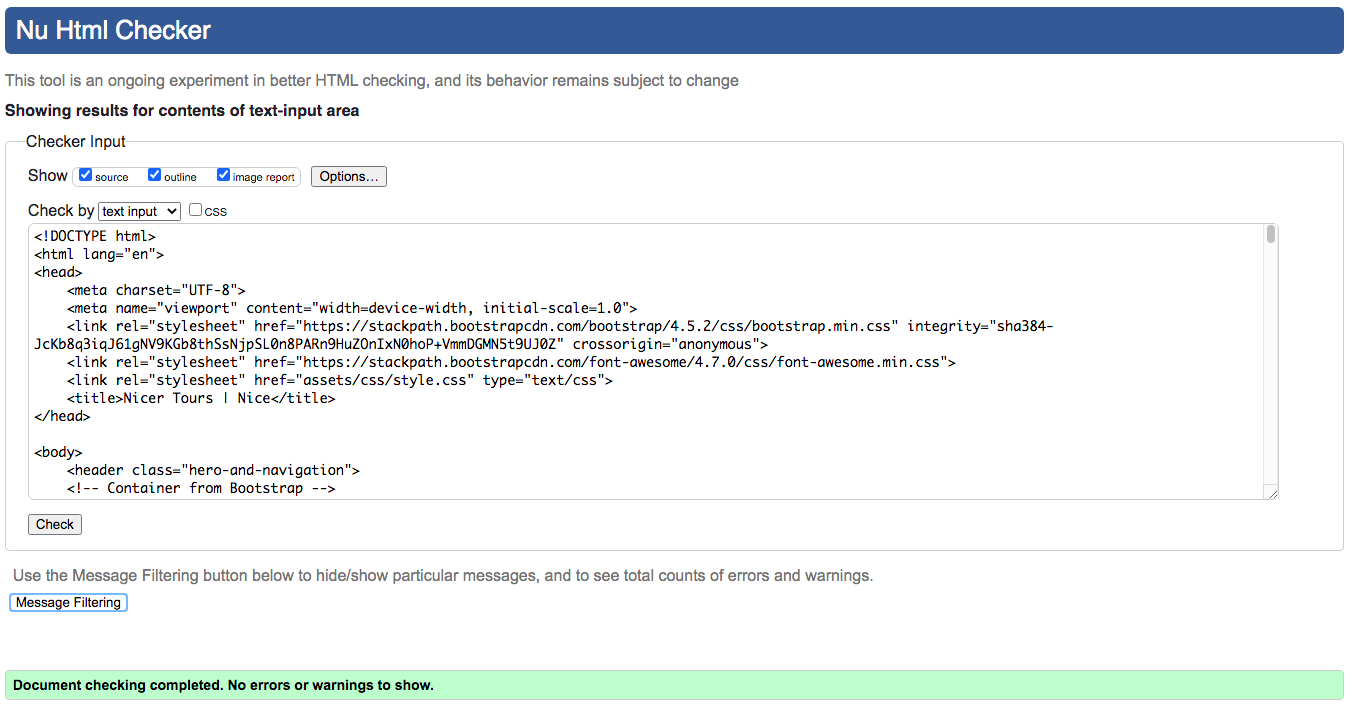 Nu Html Checker
This tool is an ongoing experiment in better HTML checking, and its behavior remains subject to change
Showing results for contents of text-input area
Checker Input
Show source outline image report Options...
Check by text input css
<!DOCTYPE html>
<html lang="en">
<head>
    <meta charset="UTF-8">
    <meta name="viewport" content="width=device-width, initial-scale=1.0">
    <link rel="stylesheet" href="https://stackpath.bootstrapcdn.com/bootstrap/4.5.2/css/bootstrap.min.css" integrity="sha384-
JcKb8q3iqJ61gNV9KGb8thSsNjpSL0n8PARn9HuZOnIxN0hoP+VmmDGMN5t9UJ0Z" crossorigin="anonymous">
    <link rel="stylesheet" href="https://stackpath.bootstrapcdn.com/font-awesome/4.7.0/css/font-awesome.min.css">
    <link rel="stylesheet" href="assets/css/style.css" type="text/css">
    <title>Nicer Tours | Nice</title>
</head>
<body>
    <header class="hero-and-navigation">
    <!-- Container from Bootstrap -->
Check
Use the Message Filtering button below to hide/show particular messages, and to see total counts of errors and warnings.
Message Filtering
Document checking completed. No errors or warnings to show.